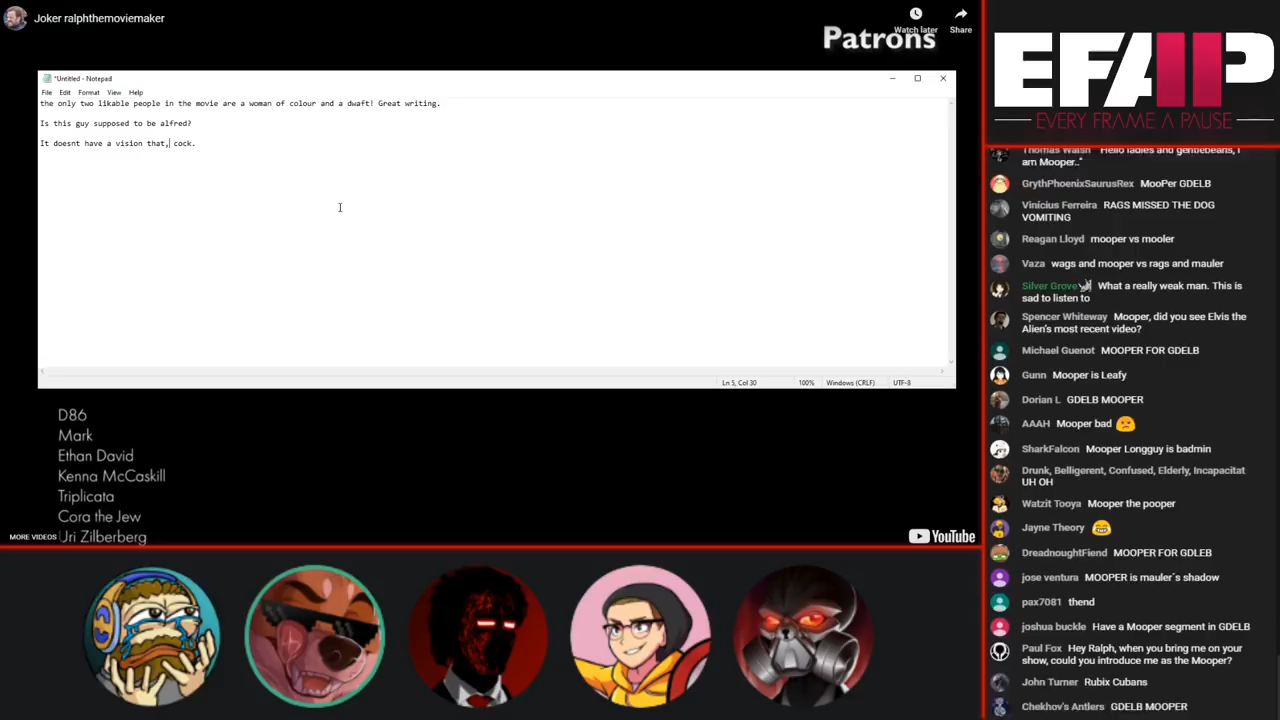 Joker ralphthemoviemaker
Watch later
Share
Patrons
*Untitled - Notepad
File Edit Format View Help
the only two likable people in the movie are a woman of colour and a dwaft! Great writing.
Is this guy supposed to be alfred?
It doesnt have a vision that, cock.
Ln 5, Col 30 100% Windows (CRLF) UTF-8
D86
Mark
Ethan David
Kenna McCaskill
Triplicata
Cora the Jew
Uri Zilberberg
MORE VIDEOS
YouTube
EFAP
EVERY FRAME A PAUSE
Thomas Walsh Hello ladies and gentlebeans, I
am Mooper.."
GrythPhoenixSaurusRex MooPer GDELB
Vinícius Ferreira RAGS MISSED THE DOG
VOMITING
Reagan Lloyd mooper vs mooler
Vaza wags and mooper vs rags and mauler
Silver Grove What a really weak man. This is
sad to listen to
Spencer Whiteway Mooper, did you see Elvis the
Alien's most recent video?
Michael Guenot MOOPER FOR GDELB
Gunn Mooper is Leafy
Dorian L GDELB MOOPER
AAAH Mooper bad
SharkFalcon Mooper Longguy is badmin
Drunk, Belligerent, Confused, Elderly, Incapacitat
UH OH
Watzit Tooya Mooper the pooper
Jayne Theory
DreadnoughtFiend MOOPER FOR GDLEB
jose ventura MOOPER is mauler´s shadow
pax7081 thend
joshua buckle Have a Mooper segment in GDELB
Paul Fox Hey Ralph, when you bring me on your
show, could you introduce me as the Mooper?
John Turner Rubix Cubans
Chekhov's Antlers GDELB MOOPER